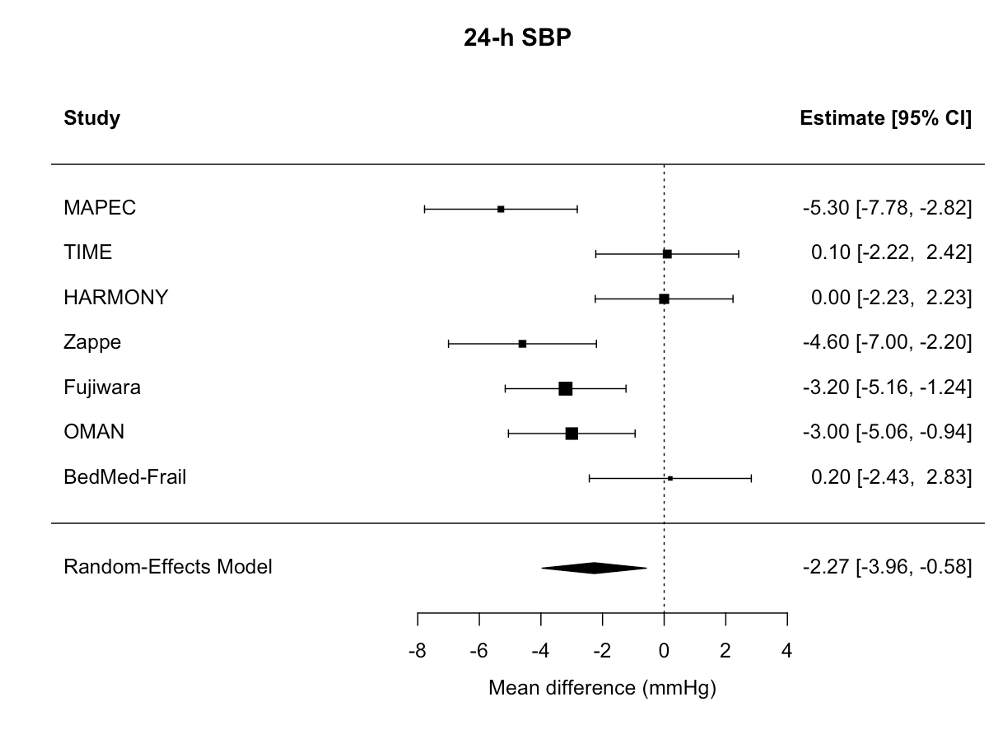 24-h SBP
Study Estimate [95% CI]
MAPEC -5.30 [-7.78, -2.82]
TIME 0.10 [-2.22, 2.42]
HARMONY 0.00 [-2.23, 2.23]
Zappe -4.60 [-7.00, -2.20]
Fujiwara -3.20 [-5.16, -1.24]
OMAN -3.00 [-5.06, -0.94]
BedMed-Frail 0.20 [-2.43, 2.83]
Random-Effects Model -2.27 [-3.96, -0.58]
-8 -6 -4 -2 0 2 4
Mean difference (mmHg)